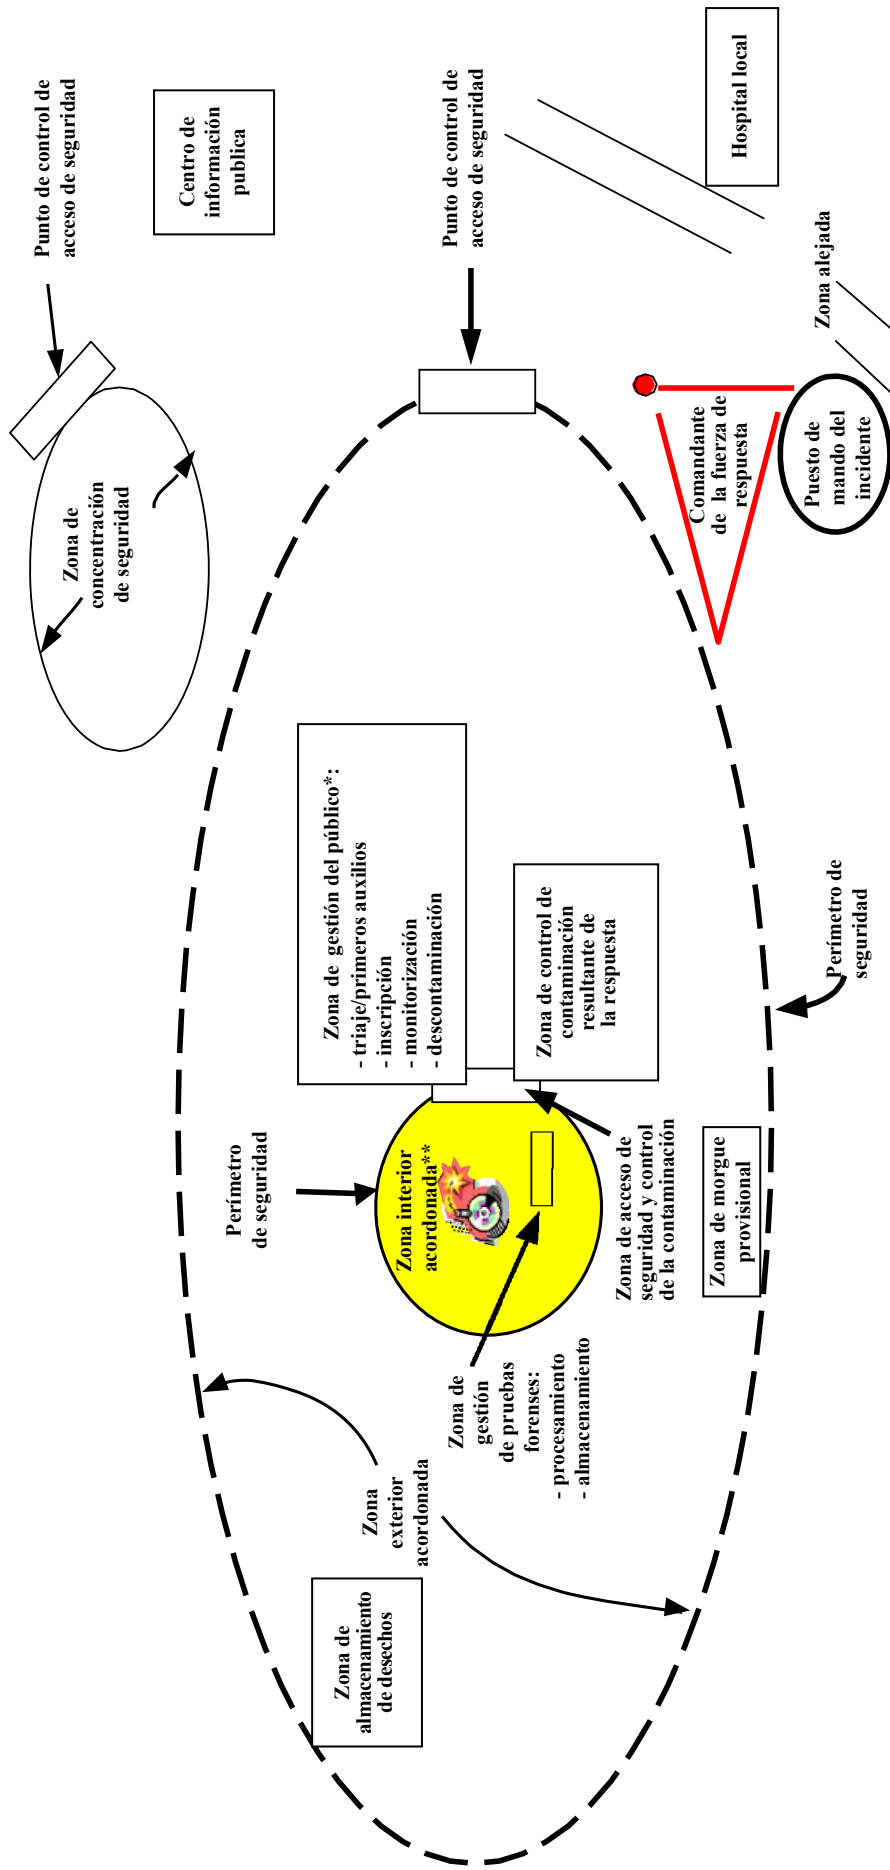 Punto de control de
acceso de seguridad
Centro de
información
publica
Zona de
concentración
de seguridad
Punto de control de
acceso de seguridad
Hospital local
Zona alejada
Comandante
de  la fuerza de
respuesta
Puesto de
mando del
incidente
Zona de  gestión del público*:
- triaje/primeros auxilios
- inscripción
- monitorización
- descontaminación
Zona de control de
contaminación
resultante de
la respuesta
Perímetro de
seguridad
Perímetro
de seguridad
Zona interior
acordonada**
Zona de acceso de
seguridad y control
de la contaminación
Zona de morgue
provisional
Zona de
gestión
de pruebas
forenses:
- procesamiento
- almacenamiento
Zona
exterior
acordonada
Zona de
almacenamiento
de desechos